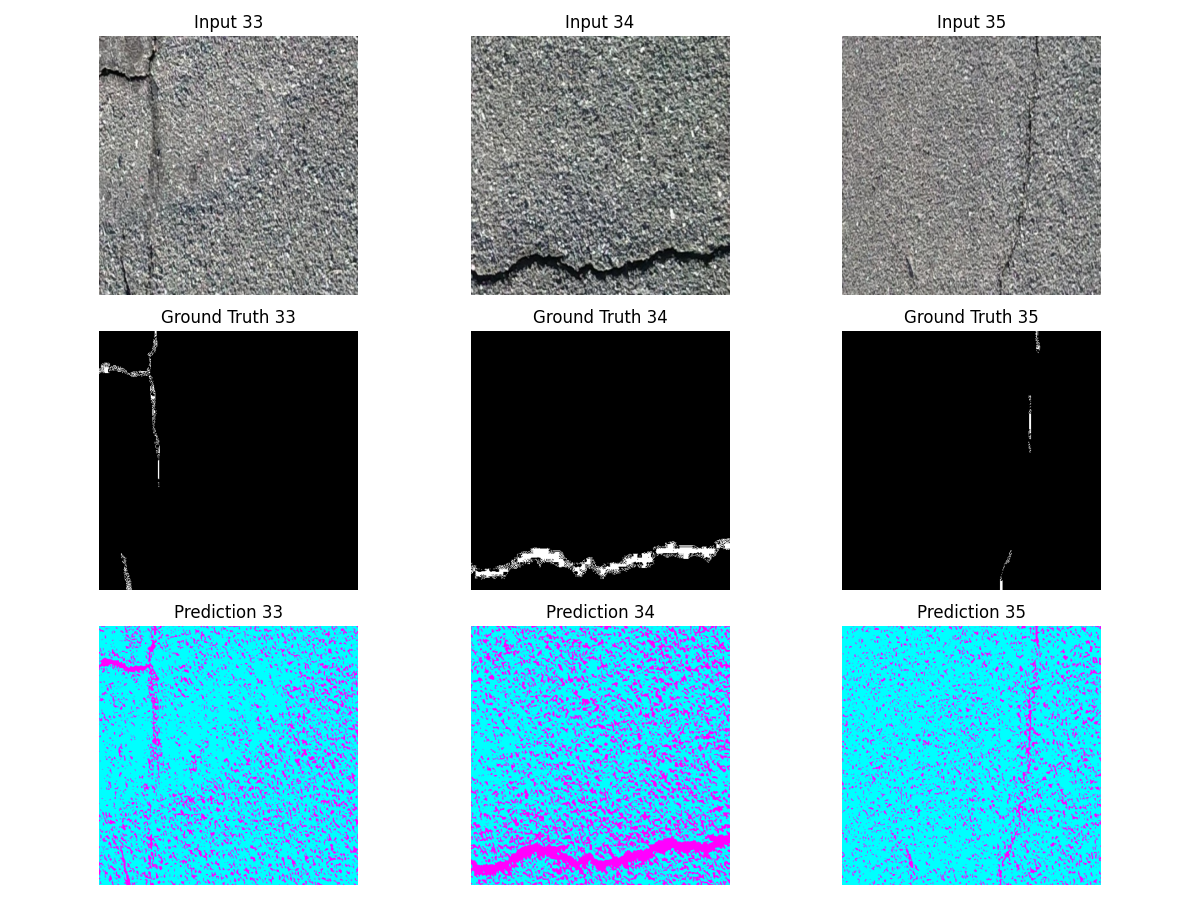 Input 33
Input 34
Input 35
Ground Truth 33
Ground Truth 34
Ground Truth 35
Prediction 33
Prediction 34
Prediction 35